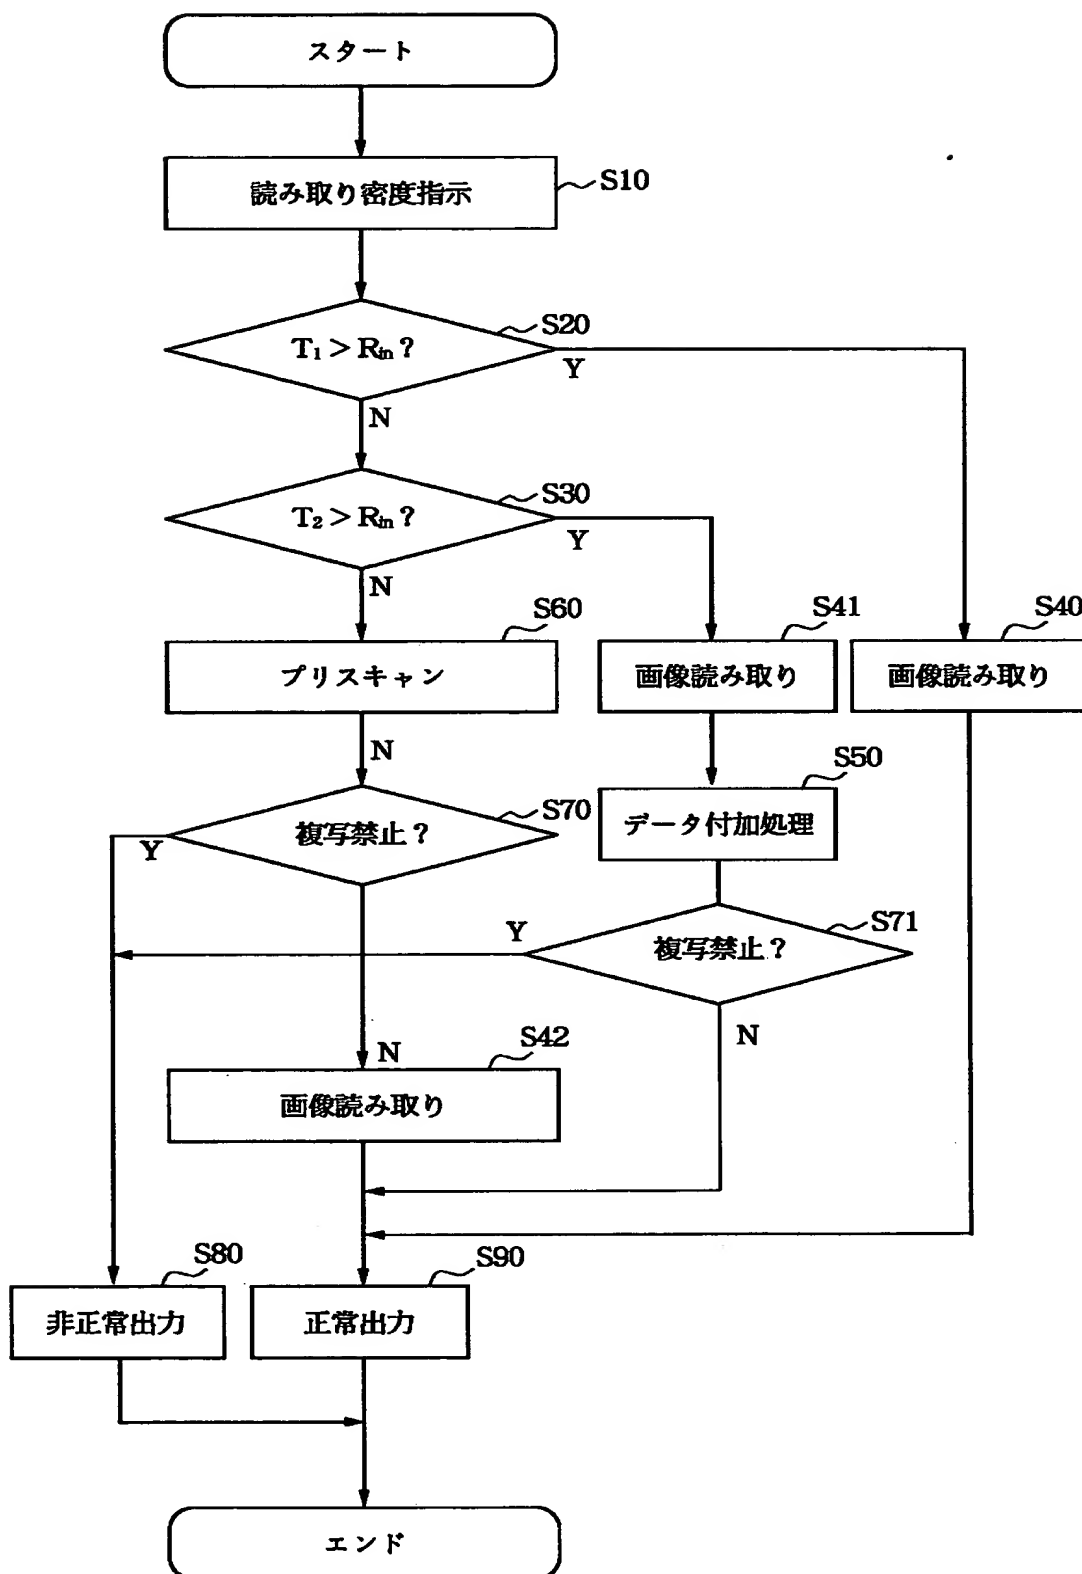 スタート
読み取り密度指示
S10
T₁ > Rin ?
S20
Y
N
T₂ > Rin ?
S30
Y
N
S60
プリスキャン
S41
画像読み取り
S40
画像読み取り
N
S50
データ付加処理
S70
複写禁止?
Y
S71
複写禁止?
Y
N
N
S42
画像読み取り
S80
非正常出力
S90
正常出力
エンド